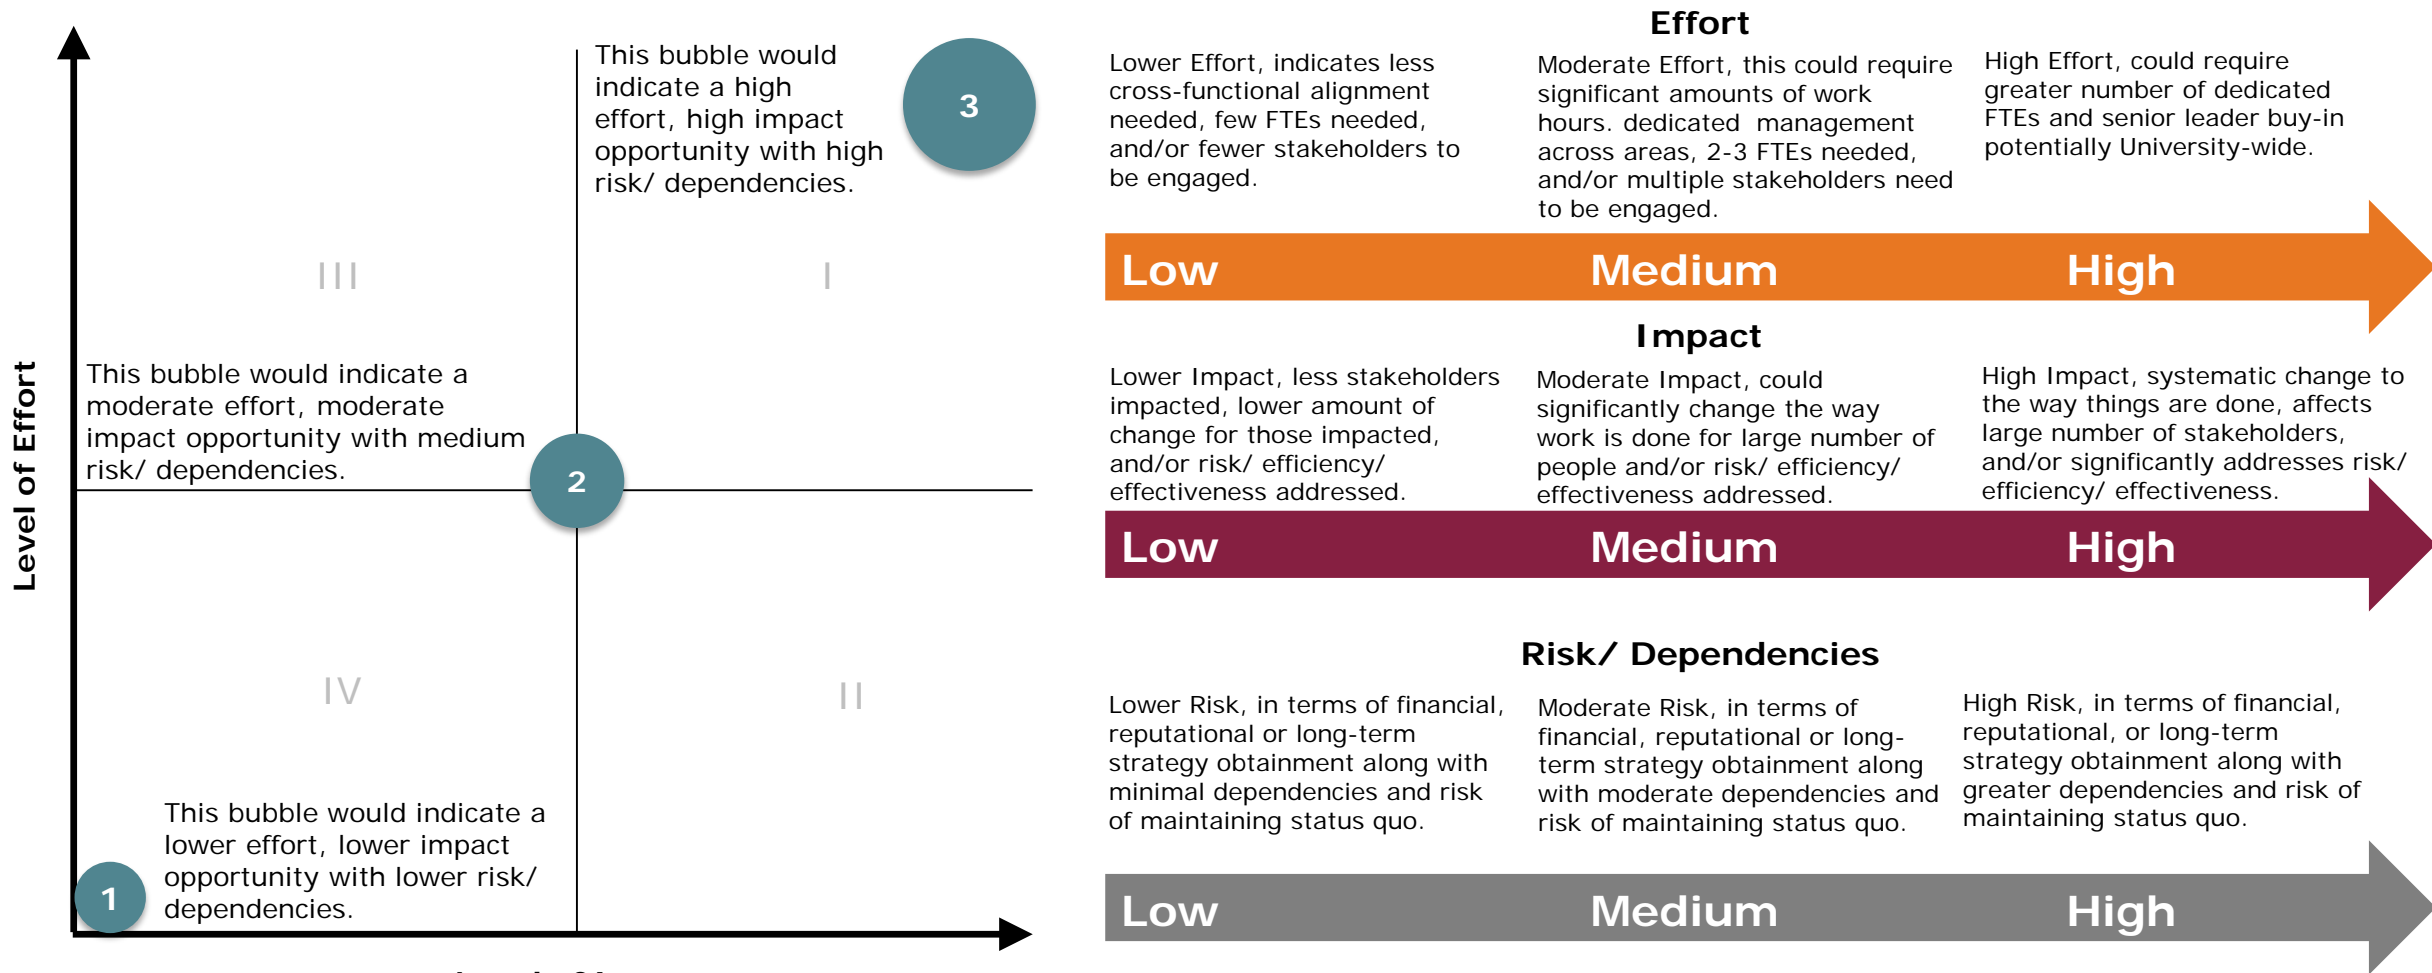 This bubble would
indicate a high
effort, high impact
opportunity with high
risk/ dependencies.
3
III
I
Level of Effort
This bubble would indicate a
moderate effort, moderate
impact opportunity with medium
risk/ dependencies.
2
IV
II
This bubble would indicate a
lower effort, lower impact
opportunity with lower risk/
dependencies.
1
Effort
Lower Effort, indicates less
cross-functional alignment
needed, few FTEs needed,
and/or fewer stakeholders to
be engaged.
Moderate Effort, this could require
significant amounts of work
hours. dedicated management
across areas, 2-3 FTEs needed,
and/or multiple stakeholders need
to be engaged.
High Effort, could require
greater number of dedicated
FTEs and senior leader buy-in
potentially University-wide.
Low Medium High
Impact
Lower Impact, less stakeholders
impacted, lower amount of
change for those impacted,
and/or risk/ efficiency/
effectiveness addressed.
Moderate Impact, could
significantly change the way
work is done for large number of
people and/or risk/ efficiency/
effectiveness addressed.
High Impact, systematic change to
the way things are done, affects
large number of stakeholders,
and/or significantly addresses risk/
efficiency/ effectiveness.
Low Medium High
Risk/ Dependencies
Lower Risk, in terms of financial,
reputational or long-term
strategy obtainment along with
minimal dependencies and risk
of maintaining status quo.
Moderate Risk, in terms of
financial, reputational or long-
term strategy obtainment along
with moderate dependencies and
risk of maintaining status quo.
High Risk, in terms of financial,
reputational, or long-term
strategy obtainment along with
greater dependencies and risk of
maintaining status quo.
Low Medium High